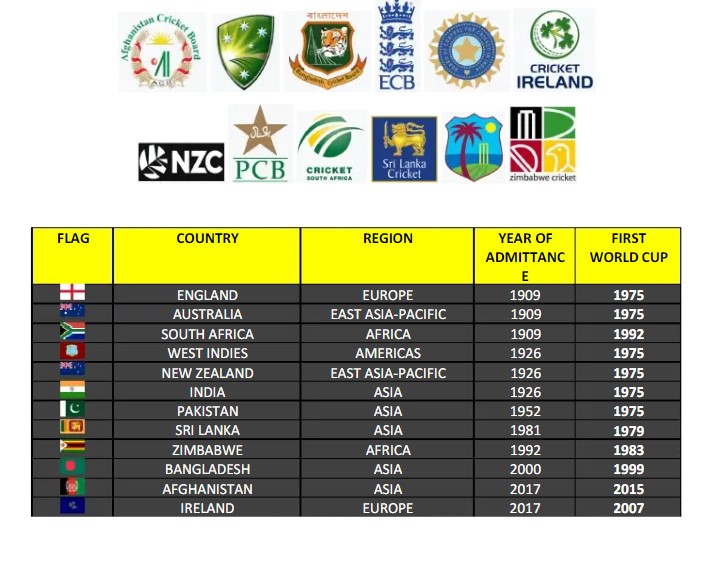 Afghanistan Cricket Board
বাংলাদেশ
Bangladesh Cricket Board
ECB
CRICKET
IRELAND
NZC
PCB
CRICKET
SOUTH AFRICA
Sri Lanka
Cricket
zimbabwe cricket
FLAG COUNTRY REGION YEAR OF ADMITTANC E FIRST WORLD CUP
ENGLAND EUROPE 1909 1975
AUSTRALIA EAST ASIA-PACIFIC 1909 1975
SOUTH AFRICA AFRICA 1909 1992
WEST INDIES AMERICAS 1926 1975
NEW ZEALAND EAST ASIA-PACIFIC 1926 1975
INDIA ASIA 1926 1975
PAKISTAN ASIA 1952 1975
SRI LANKA ASIA 1981 1979
ZIMBABWE AFRICA 1992 1983
BANGLADESH ASIA 2000 1999
AFGHANISTAN ASIA 2017 2015
IRELAND EUROPE 2017 2007